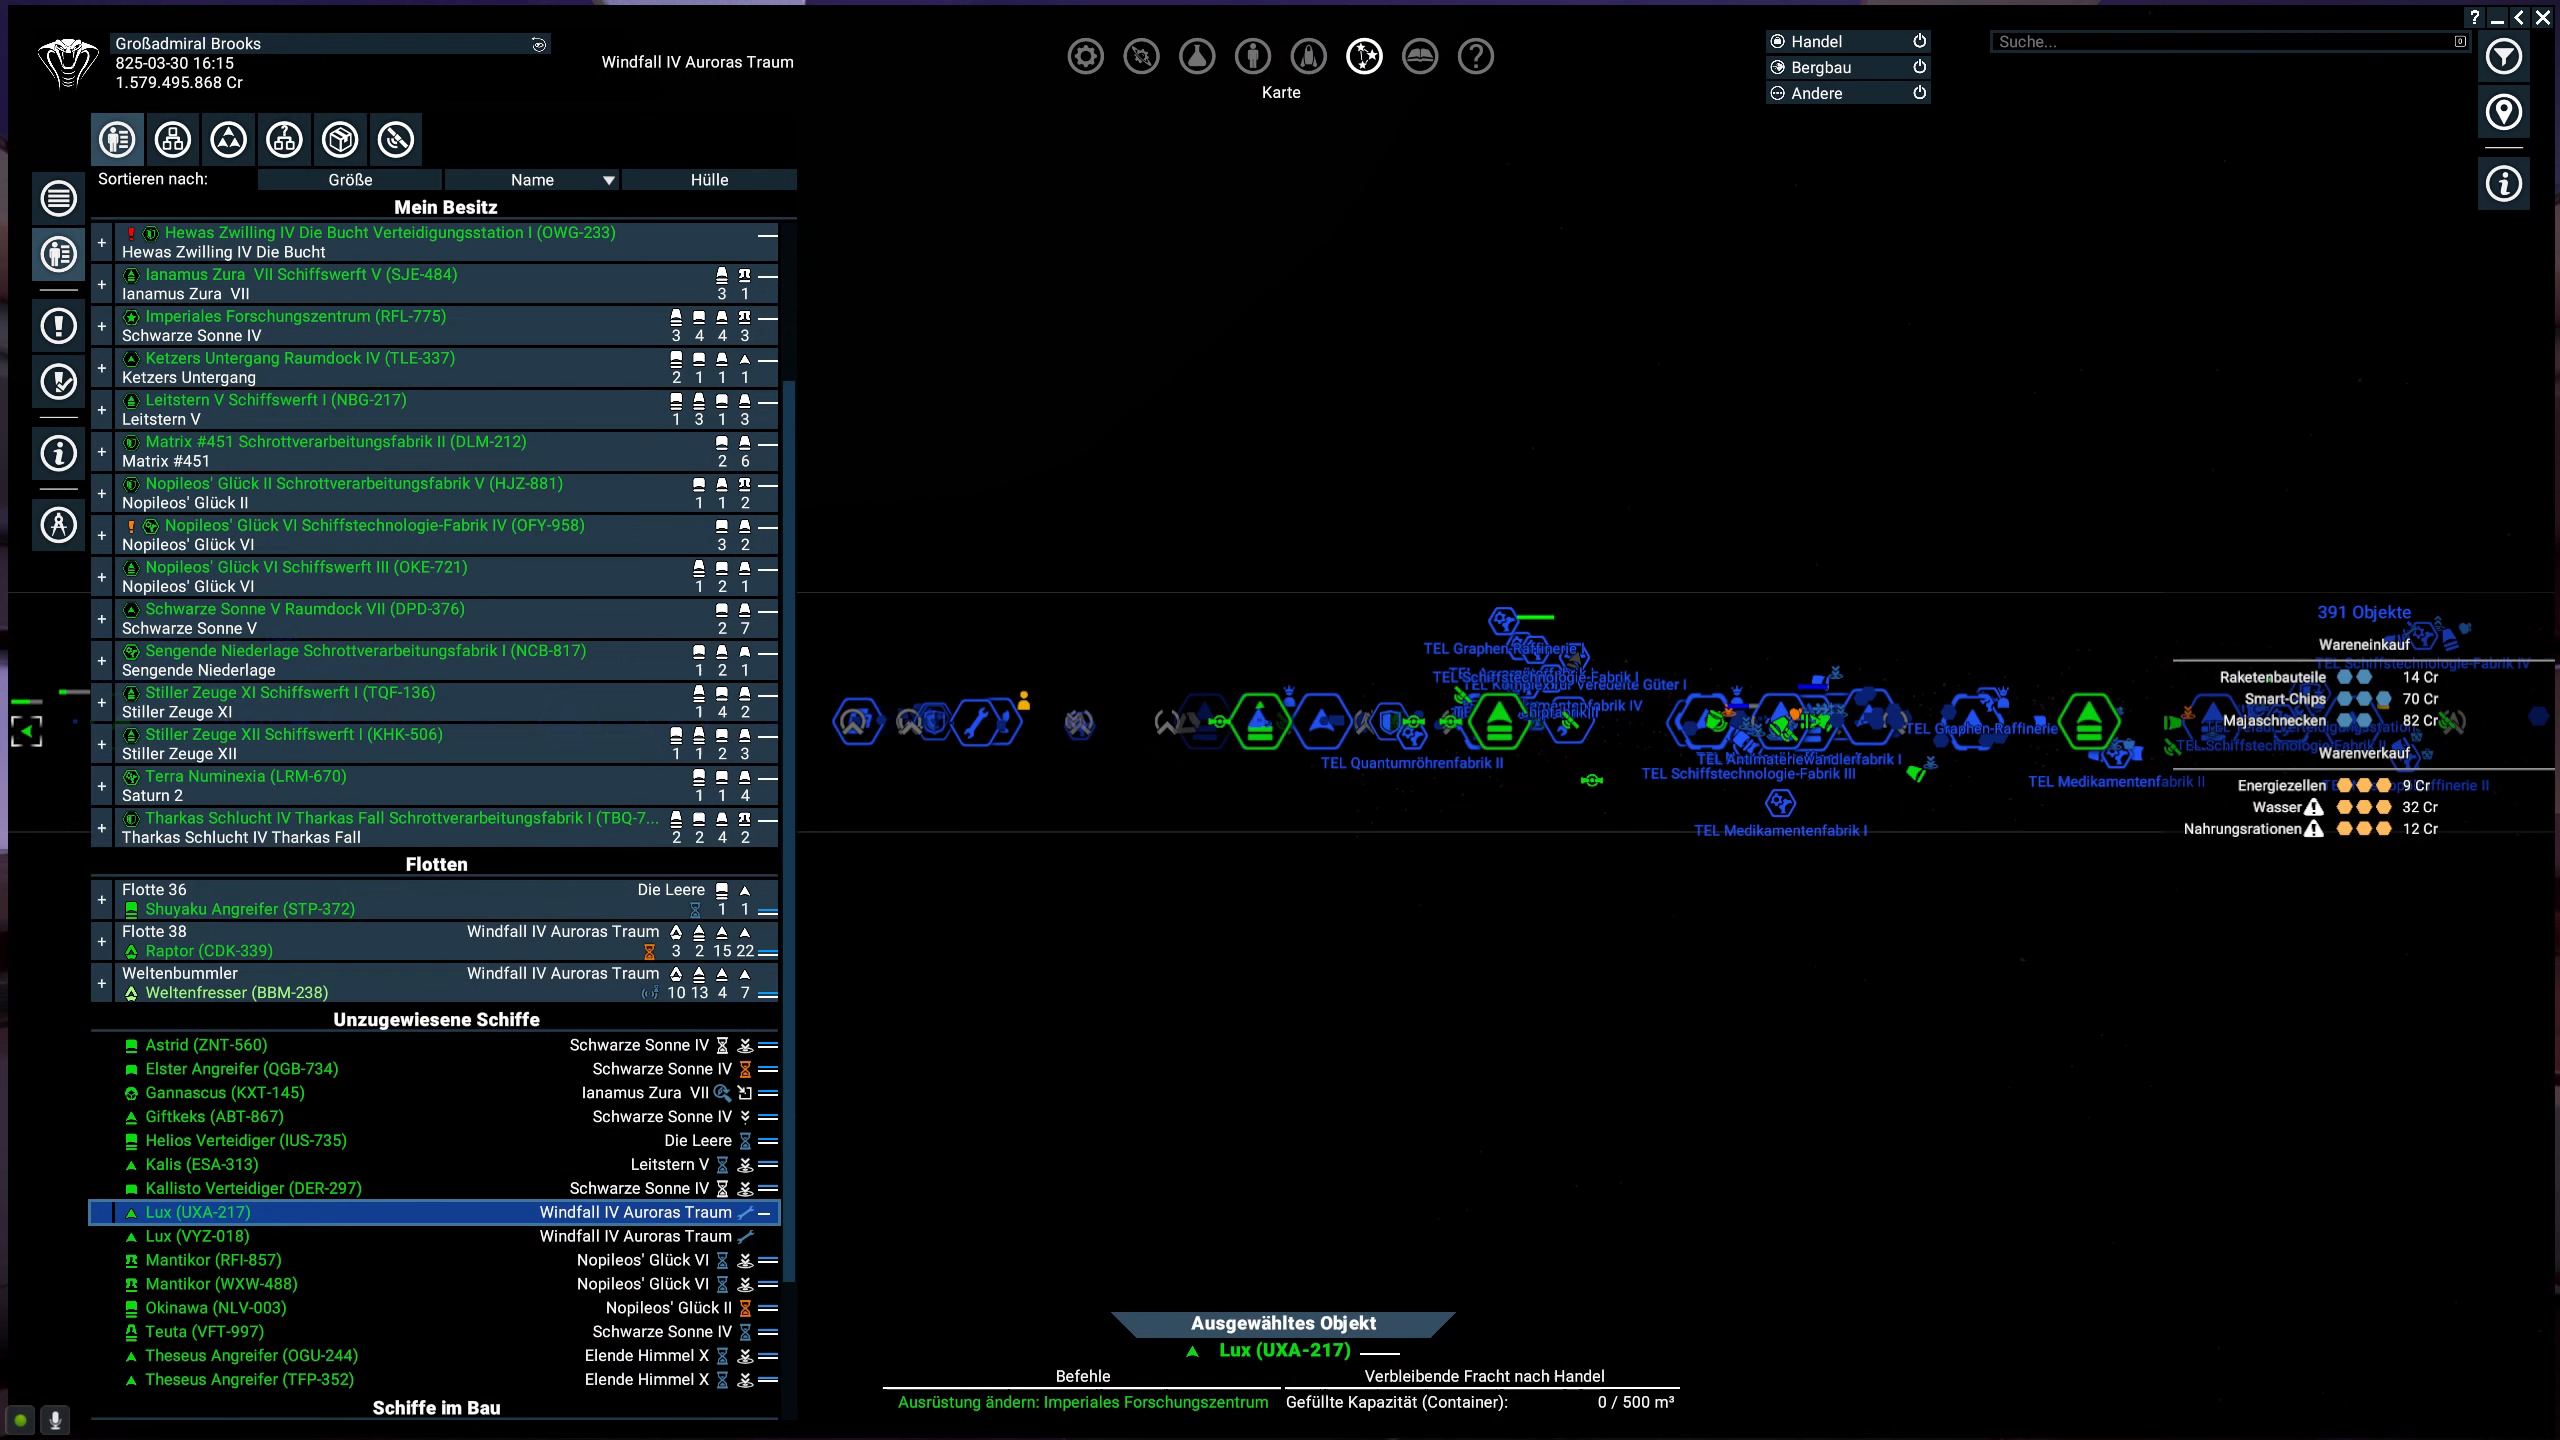 Großadmiral Brooks
825-03-30 16:15
1.579.495.868 Cr
Windfall IV Auroras Traum
Karte
Handel
Bergbau
Andere
Suche...
Sortieren nach:
Größe
Name
Hülle
Mein Besitz
Hewas Zwilling IV Die Bucht Verteidigungsstation I (OWG-233)
Hewas Zwilling IV Die Bucht
Ianamus Zura  VII Schiffswerft V (SJE-484)
Ianamus Zura  VII
3 1
Imperiales Forschungszentrum (RFL-775)
Schwarze Sonne IV
3 4 4 3
Ketzers Untergang Raumdock IV (TLE-337)
Ketzers Untergang
2 1 1 1
Leitstern V Schiffswerft I (NBG-217)
Leitstern V
1 3 1 3
Matrix #451 Schrottverarbeitungsfabrik II (DLM-212)
Matrix #451
2 6
Nopileos' Glück II Schrottverarbeitungsfabrik V (HJZ-881)
Nopileos' Glück II
1 1 2
Nopileos' Glück VI Schiffstechnologie-Fabrik IV (OFY-958)
Nopileos' Glück VI
3 2
Nopileos' Glück VI Schiffswerft III (OKE-721)
Nopileos' Glück VI
1 2 1
Schwarze Sonne V Raumdock VII (DPD-376)
Schwarze Sonne V
2 7
Sengende Niederlage Schrottverarbeitungsfabrik I (NCB-817)
Sengende Niederlage
1 2 1
Stiller Zeuge XI Schiffswerft I (TQF-136)
Stiller Zeuge XI
1 4 2
Stiller Zeuge XII Schiffswerft I (KHK-506)
Stiller Zeuge XII
1 1 2 3
Terra Numinexia (LRM-670)
Saturn 2
1 1 4
Tharkas Schlucht IV Tharkas Fall Schrottverarbeitungsfabrik I (TBQ-7...
Tharkas Schlucht IV Tharkas Fall
2 2 4 2
Flotten
Flotte 36 Die Leere
Shuyaku Angreifer (STP-372) 1 1
Flotte 38 Windfall IV Auroras Traum
Raptor (CDK-339) 3 2 15 22
Weltenbummler Windfall IV Auroras Traum
Weltenfresser (BBM-238) 10 13 4 7
Unzugewiesene Schiffe
Astrid (ZNT-560) Schwarze Sonne IV
Elster Angreifer (QGB-734) Schwarze Sonne IV
Gannascus (KXT-145) Ianamus Zura  VII
Giftkeks (ABT-867) Schwarze Sonne IV
Helios Verteidiger (IUS-735) Die Leere
Kalis (ESA-313) Leitstern V
Kallisto Verteidiger (DER-297) Schwarze Sonne IV
Lux (UXA-217) Windfall IV Auroras Traum
Lux (VYZ-018) Windfall IV Auroras Traum
Mantikor (RFI-857) Nopileos' Glück VI
Mantikor (WXW-488) Nopileos' Glück VI
Okinawa (NLV-003) Nopileos' Glück II
Teuta (VFT-997) Schwarze Sonne IV
Theseus Angreifer (OGU-244) Elende Himmel X
Theseus Angreifer (TFP-352) Elende Himmel X
Schiffe im Bau
TEL Graphen-Raffinerie I
TEL Schiffstechnologie-Fabrik I
TEL Komplex für Veredelte Güter I
TEL Quantumröhrenfabrik II
TEL Antimateriewandlerfabrik I
TEL Schiffstechnologie-Fabrik III
TEL Medikamentenfabrik I
TEL Graphen-Raffinerie
TEL Medikamentenfabrik II
TEL Schiffstechnologie-Fabrik IV
391 Objekte
Wareneinkauf
Raketenbauteile 14 Cr
Smart-Chips 70 Cr
Majaschnecken 82 Cr
Warenverkauf
Energiezellen 9 Cr
Wasser 32 Cr
Nahrungsrationen 12 Cr
Ausgewähltes Objekt
Lux (UXA-217)
Befehle
Verbleibende Fracht nach Handel
Ausrüstung ändern: Imperiales Forschungszentrum
Gefüllte Kapazität (Container): 0 / 500 m³